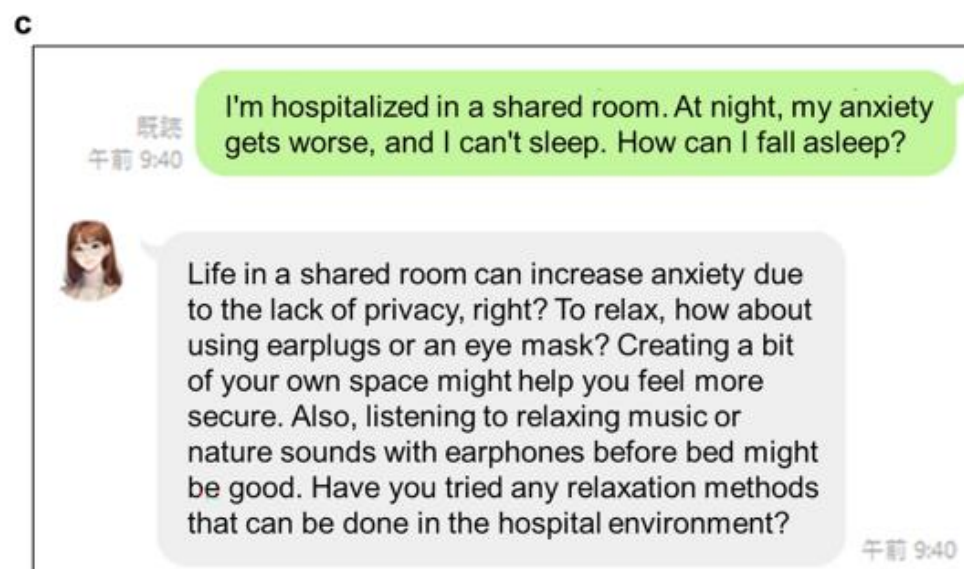 c
I'm hospitalized in a shared room. At night, my anxiety
gets worse, and I can't sleep. How can I fall asleep?
既読
午前 9:40
Life in a shared room can increase anxiety due
to the lack of privacy, right? To relax, how about
using earplugs or an eye mask? Creating a bit
of your own space might help you feel more
secure. Also, listening to relaxing music or
nature sounds with earphones before bed might
be good. Have you tried any relaxation methods
that can be done in the hospital environment?
午前 9:40